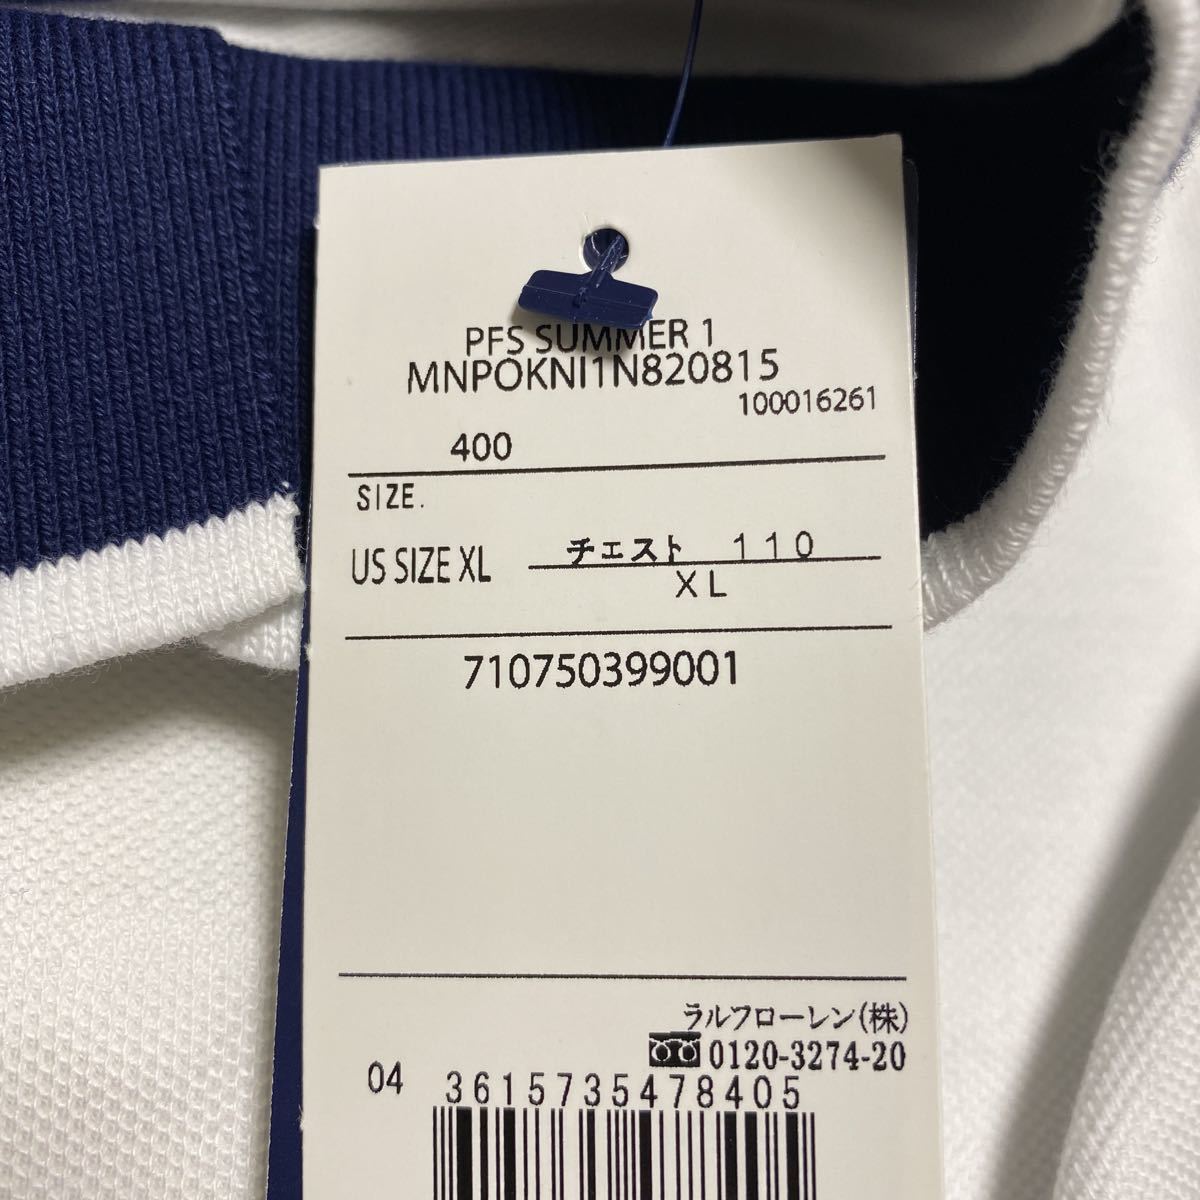 PFS SUMMER 1
MNPOKNI1N820815
100016261
400
SIZE.
US SIZE XL
チェスト 110
XL
710750399001
ラルフローレン(株)
0120-3274-20
04
3615735478405